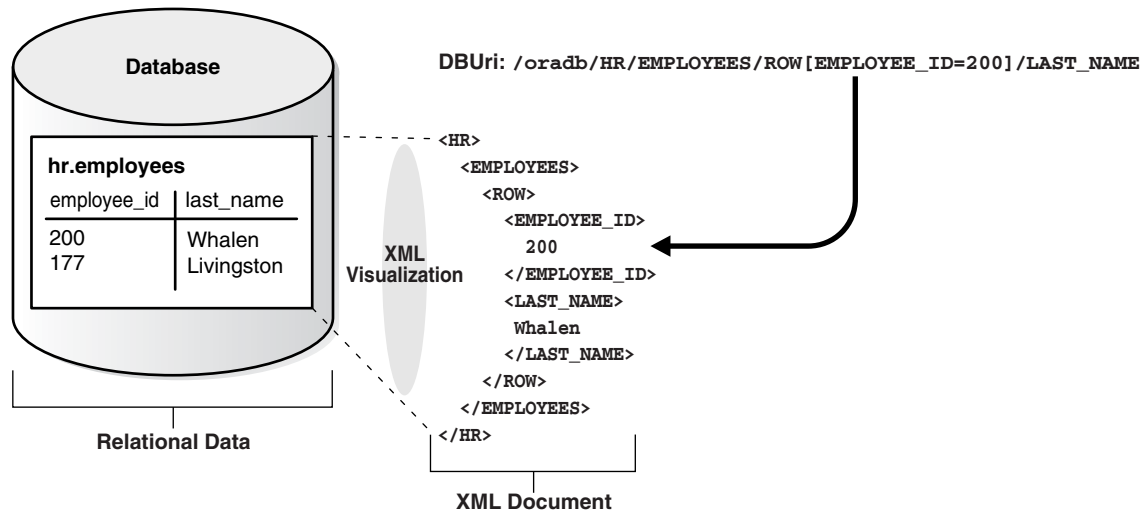 Database
hr.employees
employee_id last_name
200 Whalen
177 Livingston
Relational Data
XML
Visualization
DBUri: /oradb/HR/EMPLOYEES/ROW[EMPLOYEE_ID=200]/LAST_NAME
<HR>
<EMPLOYEES>
<ROW>
<EMPLOYEE_ID>
200
</EMPLOYEE_ID>
<LAST_NAME>
Whalen
</LAST_NAME>
</ROW>
</EMPLOYEES>
</HR>
XML Document